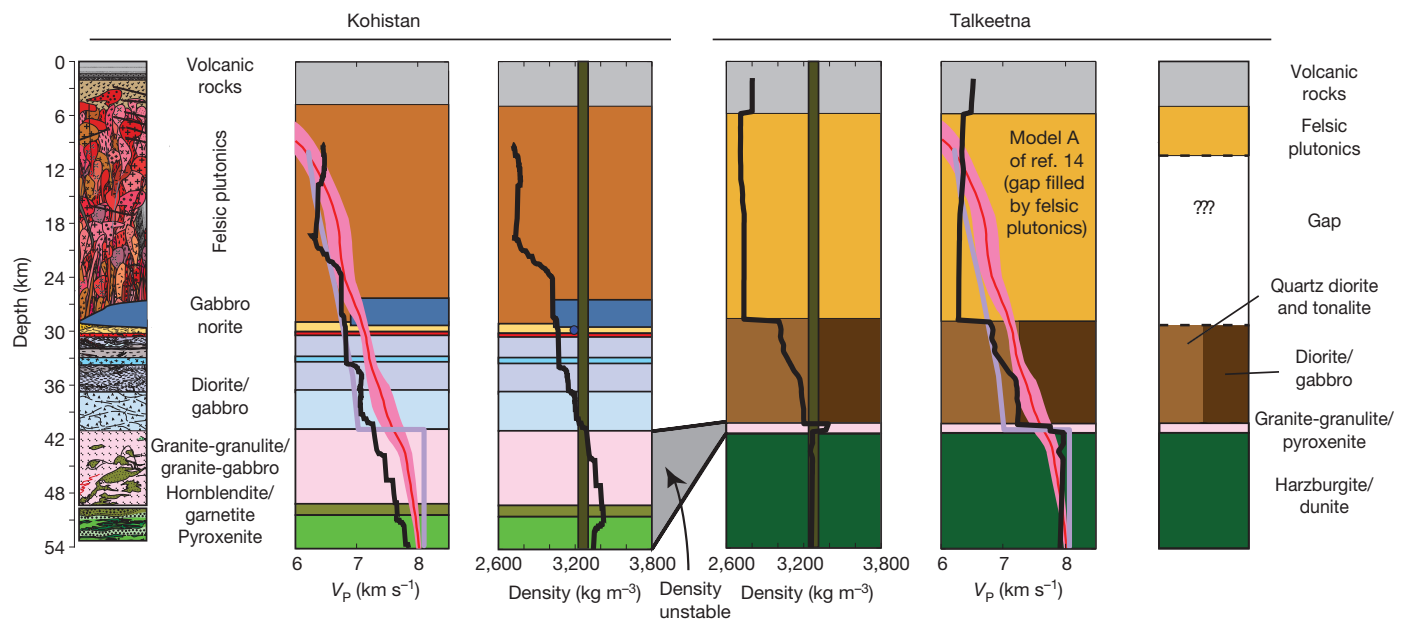 Kohistan
Talkeetna
Depth (km)
0
6
12
18
24
30
36
42
48
54
Volcanic
rocks
Felsic plutonics
Gabbro
norite
Diorite/
gabbro
Granite-granulite/
granite-gabbro
Hornblendite/
garnetite
Pyroxenite
6
7
8
VP (km s−1)
2,600
3,200
3,800
Density (kg m−3)
Density
unstable
2,600
3,200
3,800
Density (kg m−3)
Model A
of ref. 14
(gap filled
by felsic
plutonics)
6
7
8
VP (km s−1)
???
Volcanic
rocks
Felsic
plutonics
Gap
Quartz diorite
and tonalite
Diorite/
gabbro
Granite-granulite/
pyroxenite
Harzburgite/
dunite